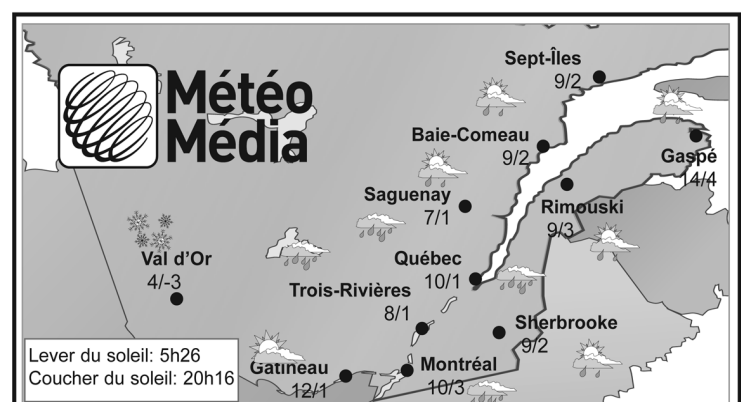 Météo
Média
Sept-Îles
9/2
Baie-Comeau
9/2
Gaspé
14/4
Saguenay
7/1
Rimouski
9/3
Val d'Or
4/-3
Québec
10/1
Trois-Rivières
8/1
Sherbrooke
9/2
Lever du soleil: 5h26
Coucher du soleil: 20h16
Gatineau
12/1
Montréal
10/3